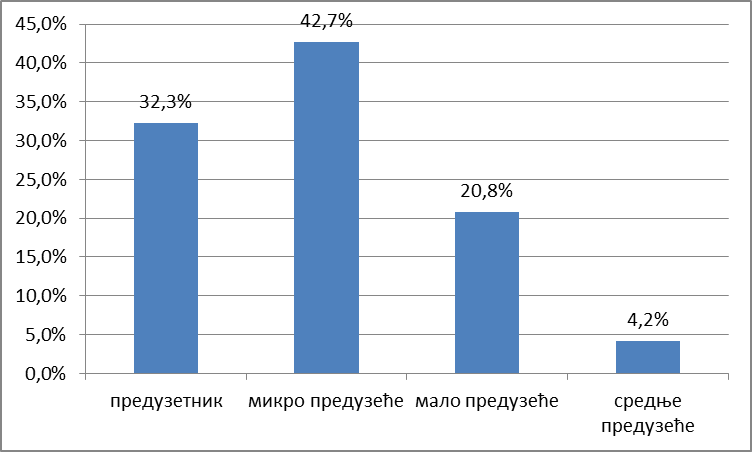 45,0%
40,0%
35,0%
30,0%
25,0%
20,0%
15,0%
10,0%
5,0%
0,0%
32,3%
42,7%
20,8%
4,2%
предузетник
микро предузеће
мало предузеће
средње
предузеће